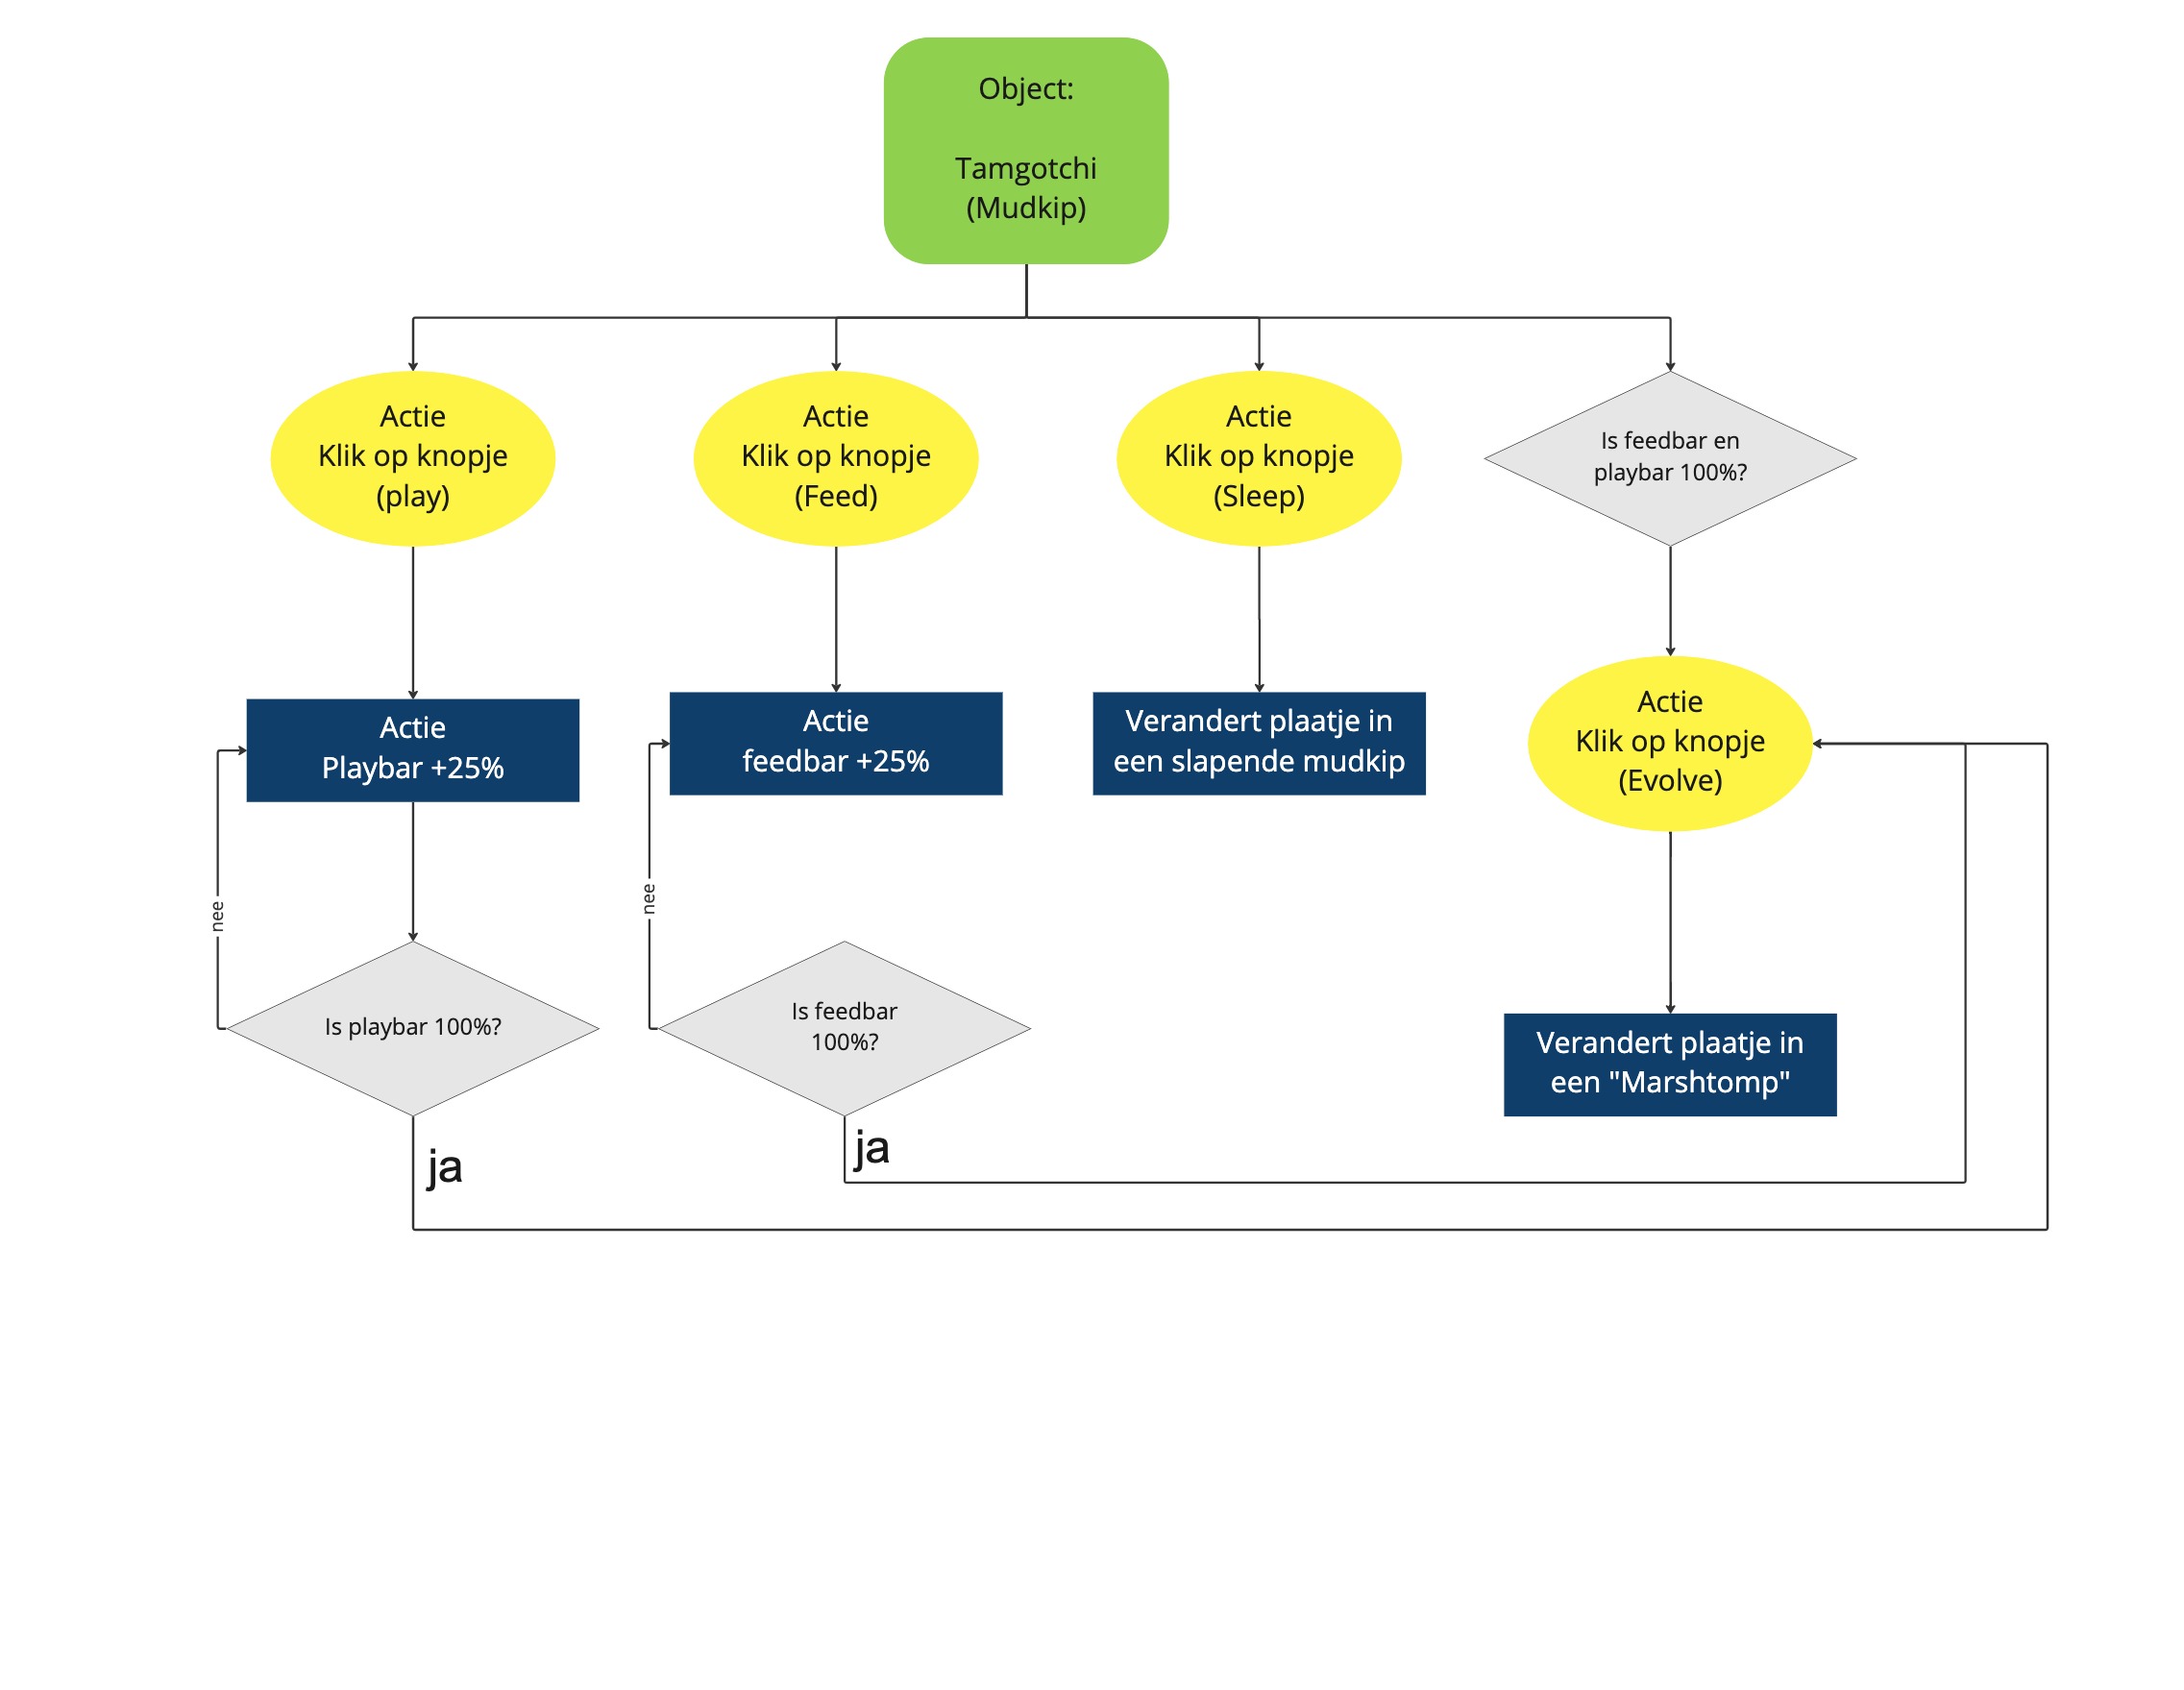 Object:
Tamgotchi
(Mudkip)
Actie
Klik op knopje
(play)
Actie
Klik op knopje
(Feed)
Actie
Klik op knopje
(Sleep)
Is feedbar en
playbar 100%?
Actie
Playbar +25%
Actie
feedbar +25%
Verandert plaatje in
een slapende mudkip
Actie
Klik op knopje
(Evolve)
nee
nee
Is playbar 100%?
Is feedbar
100%?
Verandert plaatje in
een "Marshtomp"
ja
ja